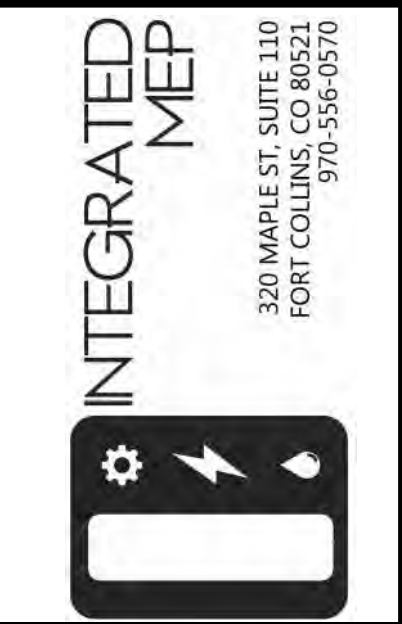 INTEGRATED
MEP
320 MAPLE ST, SUITE 110
FORT COLLINS, CO 80521
970-556-0570